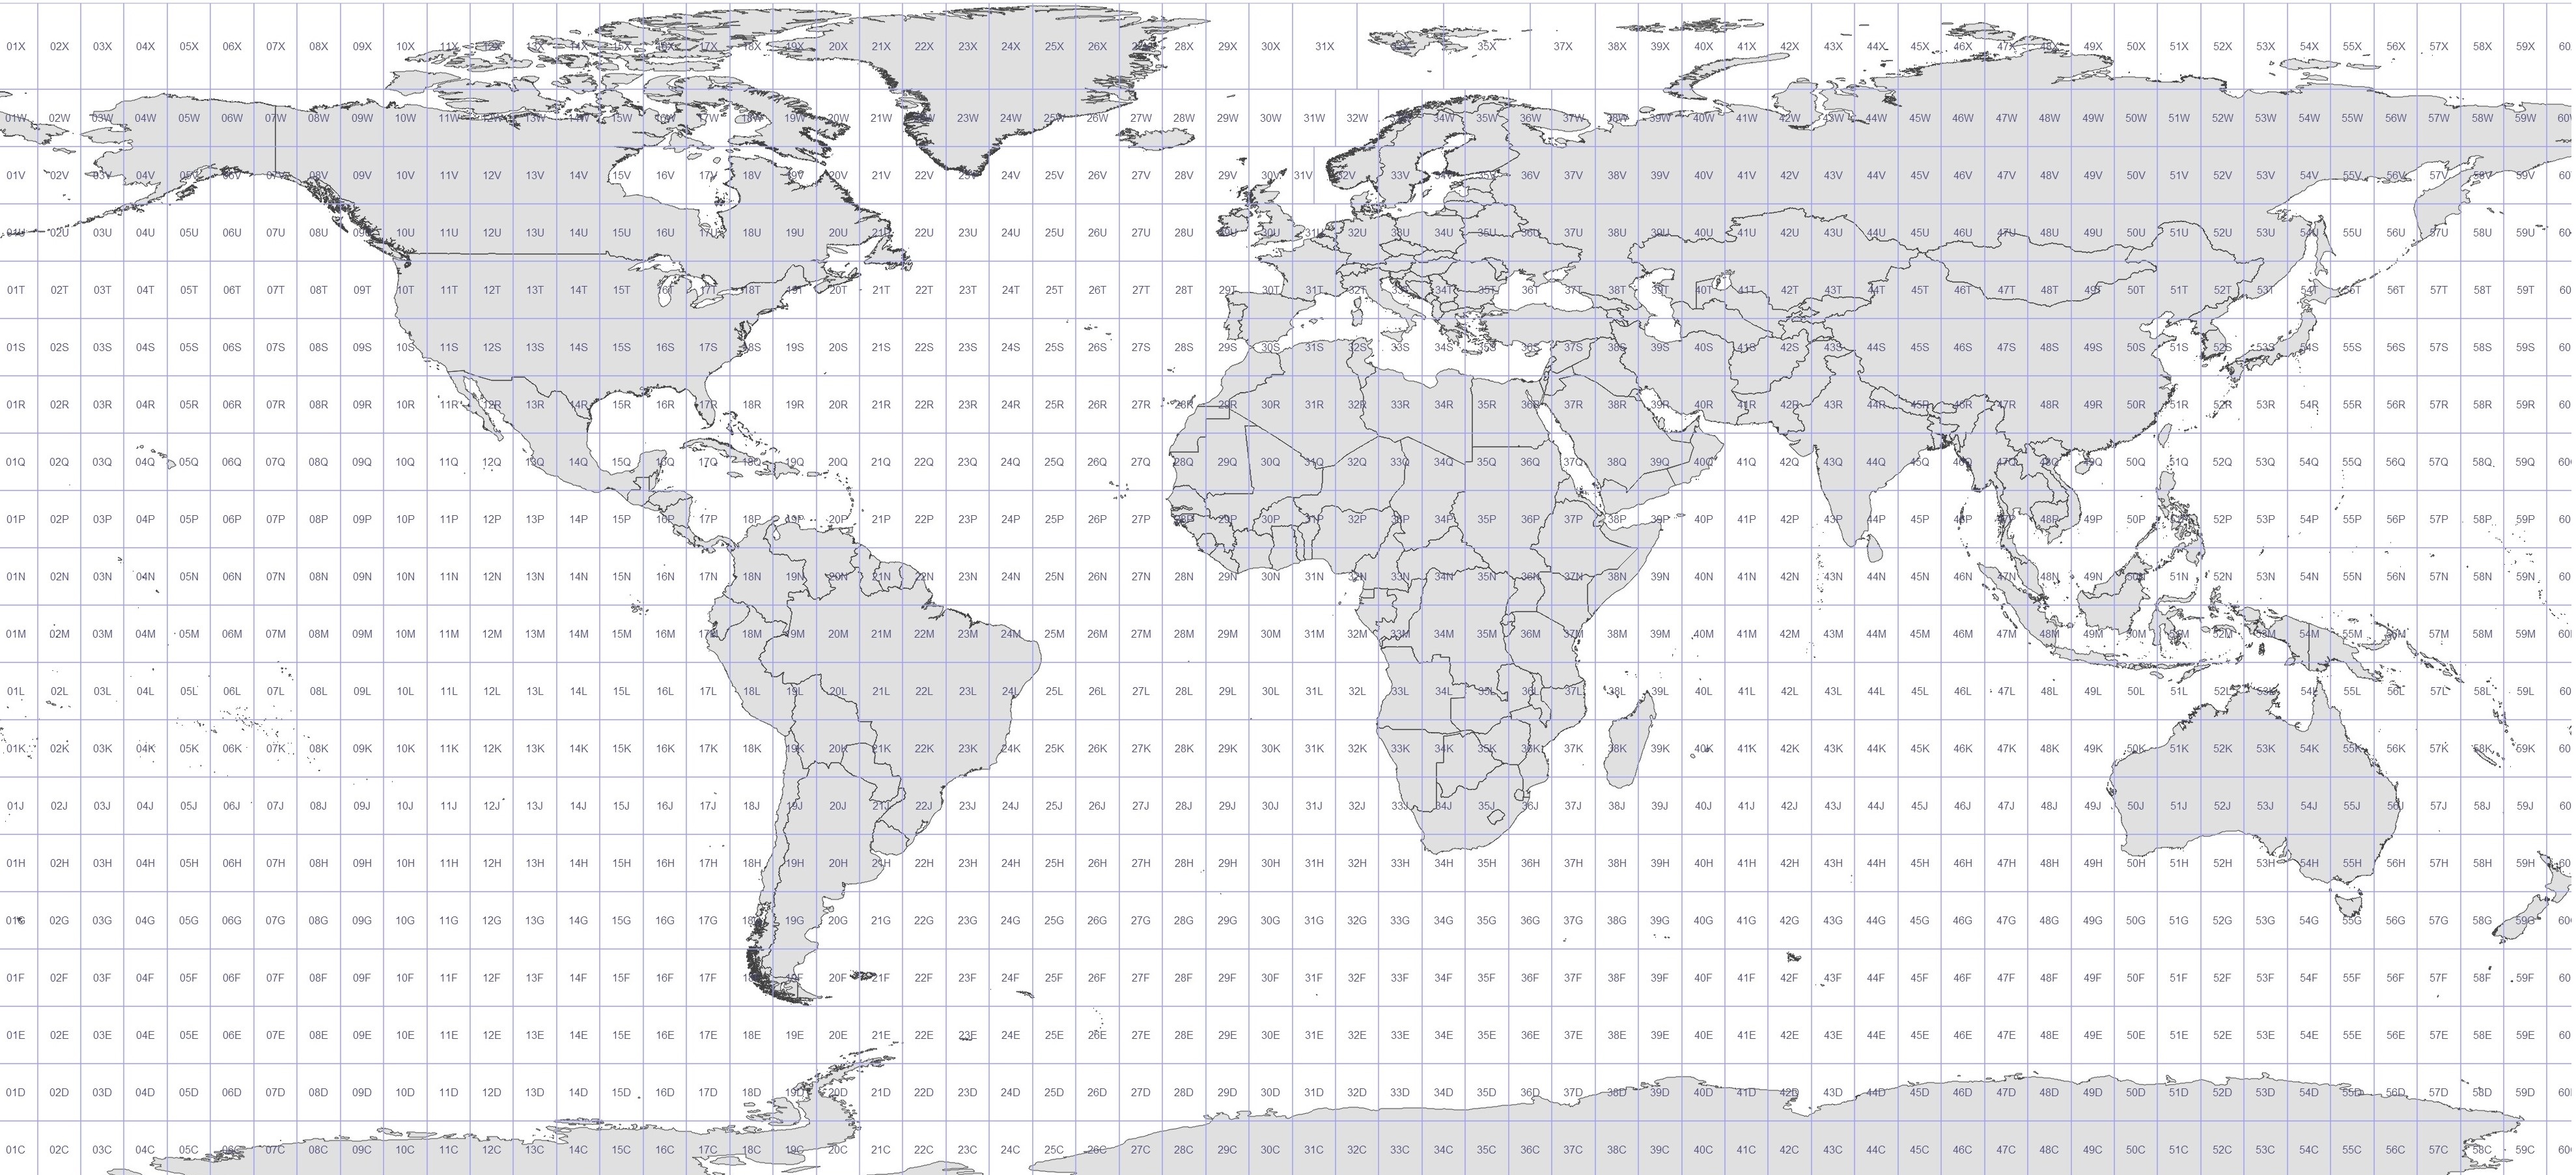 01X 02X 03X 04X 05X 06X 07X 08X 09X 10X 11X 12X 13X 14X 15X 16X 17X 18X 19X 20X 21X 22X 23X 24X 25X 26X 27X 28X 29X 30X 31X 33X 35X 37X 38X 39X 40X 41X 42X 43X 44X 45X 46X 47X 48X 49X 50X 51X 52X 53X 54X 55X 56X 57X 58X 59X 60
01W 02W 03W 04W 05W 06W 07W 08W 09W 10W 11W 12W 13W 14W 15W 16W 17W 18W 19W 20W 21W 22W 23W 24W 25W 26W 27W 28W 29W 30W 31W 32W 33W 34W 35W 36W 37W 38W 39W 40W 41W 42W 43W 44W 45W 46W 47W 48W 49W 50W 51W 52W 53W 54W 55W 56W 57W 58W 59W 60
01V 02V 03V 04V 05V 06V 07V 08V 09V 10V 11V 12V 13V 14V 15V 16V 17V 18V 19V 20V 21V 22V 23V 24V 25V 26V 27V 28V 29V 30V 31V 32V 33V 34V 35V 36V 37V 38V 39V 40V 41V 42V 43V 44V 45V 46V 47V 48V 49V 50V 51V 52V 53V 54V 55V 56V 57V 58V 59V 60
01U 02U 03U 04U 05U 06U 07U 08U 09U 10U 11U 12U 13U 14U 15U 16U 17U 18U 19U 20U 21U 22U 23U 24U 25U 26U 27U 28U 29U 30U 31U 32U 33U 34U 35U 36U 37U 38U 39U 40U 41U 42U 43U 44U 45U 46U 47U 48U 49U 50U 51U 52U 53U 54U 55U 56U 57U 58U 59U 60
01T 02T 03T 04T 05T 06T 07T 08T 09T 10T 11T 12T 13T 14T 15T 16T 17T 18T 19T 20T 21T 22T 23T 24T 25T 26T 27T 28T 29T 30T 31T 32T 33T 34T 35T 36T 37T 38T 39T 40T 41T 42T 43T 44T 45T 46T 47T 48T 49T 50T 51T 52T 53T 54T 55T 56T 57T 58T 59T 60
01S 02S 03S 04S 05S 06S 07S 08S 09S 10S 11S 12S 13S 14S 15S 16S 17S 18S 19S 20S 21S 22S 23S 24S 25S 26S 27S 28S 29S 30S 31S 32S 33S 34S 35S 36S 37S 38S 39S 40S 41S 42S 43S 44S 45S 46S 47S 48S 49S 50S 51S 52S 53S 54S 55S 56S 57S 58S 59S 60
01R 02R 03R 04R 05R 06R 07R 08R 09R 10R 11R 12R 13R 14R 15R 16R 17R 18R 19R 20R 21R 22R 23R 24R 25R 26R 27R 28R 29R 30R 31R 32R 33R 34R 35R 36R 37R 38R 39R 40R 41R 42R 43R 44R 45R 46R 47R 48R 49R 50R 51R 52R 53R 54R 55R 56R 57R 58R 59R 60
01Q 02Q 03Q 04Q 05Q 06Q 07Q 08Q 09Q 10Q 11Q 12Q 13Q 14Q 15Q 16Q 17Q 18Q 19Q 20Q 21Q 22Q 23Q 24Q 25Q 26Q 27Q 28Q 29Q 30Q 31Q 32Q 33Q 34Q 35Q 36Q 37Q 38Q 39Q 40Q 41Q 42Q 43Q 44Q 45Q 46Q 47Q 48Q 49Q 50Q 51Q 52Q 53Q 54Q 55Q 56Q 57Q 58Q 59Q 60
01P 02P 03P 04P 05P 06P 07P 08P 09P 10P 11P 12P 13P 14P 15P 16P 17P 18P 19P 20P 21P 22P 23P 24P 25P 26P 27P 28P 29P 30P 31P 32P 33P 34P 35P 36P 37P 38P 39P 40P 41P 42P 43P 44P 45P 46P 47P 48P 49P 50P 51P 52P 53P 54P 55P 56P 57P 58P 59P 60
01N 02N 03N 04N 05N 06N 07N 08N 09N 10N 11N 12N 13N 14N 15N 16N 17N 18N 19N 20N 21N 22N 23N 24N 25N 26N 27N 28N 29N 30N 31N 32N 33N 34N 35N 36N 37N 38N 39N 40N 41N 42N 43N 44N 45N 46N 47N 48N 49N 50N 51N 52N 53N 54N 55N 56N 57N 58N 59N 60
01M 02M 03M 04M 05M 06M 07M 08M 09M 10M 11M 12M 13M 14M 15M 16M 17M 18M 19M 20M 21M 22M 23M 24M 25M 26M 27M 28M 29M 30M 31M 32M 33M 34M 35M 36M 37M 38M 39M 40M 41M 42M 43M 44M 45M 46M 47M 48M 49M 50M 51M 52M 53M 54M 55M 56M 57M 58M 59M 60
01L 02L 03L 04L 05L 06L 07L 08L 09L 10L 11L 12L 13L 14L 15L 16L 17L 18L 19L 20L 21L 22L 23L 24L 25L 26L 27L 28L 29L 30L 31L 32L 33L 34L 35L 36L 37L 38L 39L 40L 41L 42L 43L 44L 45L 46L 47L 48L 49L 50L 51L 52L 53L 54L 55L 56L 57L 58L 59L 60
01K 02K 03K 04K 05K 06K 07K 08K 09K 10K 11K 12K 13K 14K 15K 16K 17K 18K 19K 20K 21K 22K 23K 24K 25K 26K 27K 28K 29K 30K 31K 32K 33K 34K 35K 36K 37K 38K 39K 40K 41K 42K 43K 44K 45K 46K 47K 48K 49K 50K 51K 52K 53K 54K 55K 56K 57K 58K 59K 60
01J 02J 03J 04J 05J 06J 07J 08J 09J 10J 11J 12J 13J 14J 15J 16J 17J 18J 19J 20J 21J 22J 23J 24J 25J 26J 27J 28J 29J 30J 31J 32J 33J 34J 35J 36J 37J 38J 39J 40J 41J 42J 43J 44J 45J 46J 47J 48J 49J 50J 51J 52J 53J 54J 55J 56J 57J 58J 59J 60
01H 02H 03H 04H 05H 06H 07H 08H 09H 10H 11H 12H 13H 14H 15H 16H 17H 18H 19H 20H 21H 22H 23H 24H 25H 26H 27H 28H 29H 30H 31H 32H 33H 34H 35H 36H 37H 38H 39H 40H 41H 42H 43H 44H 45H 46H 47H 48H 49H 50H 51H 52H 53H 54H 55H 56H 57H 58H 59H 60
01G 02G 03G 04G 05G 06G 07G 08G 09G 10G 11G 12G 13G 14G 15G 16G 17G 18G 19G 20G 21G 22G 23G 24G 25G 26G 27G 28G 29G 30G 31G 32G 33G 34G 35G 36G 37G 38G 39G 40G 41G 42G 43G 44G 45G 46G 47G 48G 49G 50G 51G 52G 53G 54G 55G 56G 57G 58G 59G 60
01F 02F 03F 04F 05F 06F 07F 08F 09F 10F 11F 12F 13F 14F 15F 16F 17F 18F 19F 20F 21F 22F 23F 24F 25F 26F 27F 28F 29F 30F 31F 32F 33F 34F 35F 36F 37F 38F 39F 40F 41F 42F 43F 44F 45F 46F 47F 48F 49F 50F 51F 52F 53F 54F 55F 56F 57F 58F 59F 60
01E 02E 03E 04E 05E 06E 07E 08E 09E 10E 11E 12E 13E 14E 15E 16E 17E 18E 19E 20E 21E 22E 23E 24E 25E 26E 27E 28E 29E 30E 31E 32E 33E 34E 35E 36E 37E 38E 39E 40E 41E 42E 43E 44E 45E 46E 47E 48E 49E 50E 51E 52E 53E 54E 55E 56E 57E 58E 59E 60
01D 02D 03D 04D 05D 06D 07D 08D 09D 10D 11D 12D 13D 14D 15D 16D 17D 18D 19D 20D 21D 22D 23D 24D 25D 26D 27D 28D 29D 30D 31D 32D 33D 34D 35D 36D 37D 38D 39D 40D 41D 42D 43D 44D 45D 46D 47D 48D 49D 50D 51D 52D 53D 54D 55D 56D 57D 58D 59D 60
01C 02C 03C 04C 05C 06C 07C 08C 09C 10C 11C 12C 13C 14C 15C 16C 17C 18C 19C 20C 21C 22C 23C 24C 25C 26C 27C 28C 29C 30C 31C 32C 33C 34C 35C 36C 37C 38C 39C 40C 41C 42C 43C 44C 45C 46C 47C 48C 49C 50C 51C 52C 53C 54C 55C 56C 57C 58C 59C 60